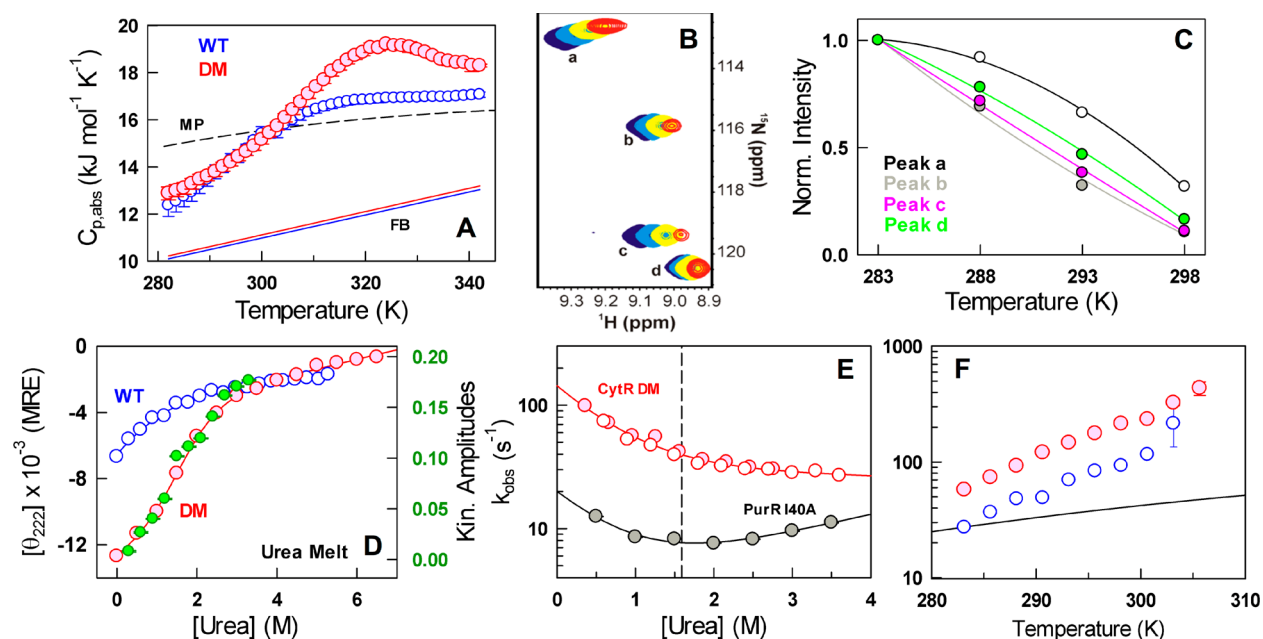 20
18
16
14
12
10
C p,abs (kJ mol⁻¹ K⁻¹)
WT
DM
MP
FB
A
280
300
320
340
Temperature (K)
B
a
b
c
d
114
116
118
120
¹⁵N (ppm)
9.3 9.2 9.1 9.0 8.9
¹H (ppm)
C
1.0
0.5
0.0
Norm. Intensity
Peak a
Peak b
Peak c
Peak d
283
288
293
298
Temperature (K)
0
-4
-8
-12
[θ222] x 10⁻³ (MRE)
WT
DM
Urea Melt
D
0.20
0.15
0.10
0.05
0.00
Kin. Amplitudes
0
2
4
6
[Urea] (M)
E
100
10
kobs (s⁻¹)
CytR DM
PurR I40A
0
1
2
3
4
[Urea] (M)
F
1000
100
10
280
290
300
310
Temperature (K)